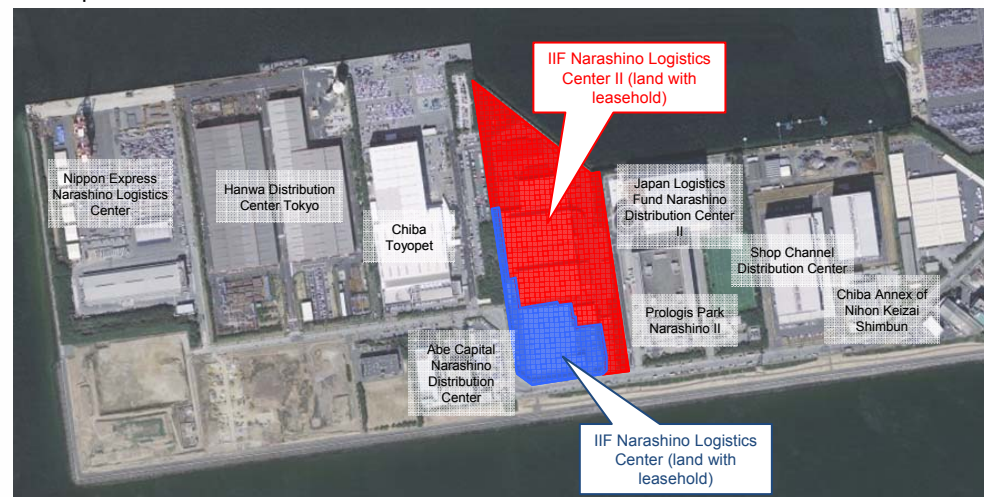 IIF Narashino Logistics
Center II (land with
leasehold)
Nippon Express
Narashino Logistics
Center
Hanwa Distribution
Center Tokyo
Chiba
Toyopet
Japan Logistics
Fund Narashino
Distribution Center
II
Shop Channel
Distribution Center
Chiba Annex of
Nihon Keizai
Shimbun
Prologis Park
Narashino II
Abe Capital
Narashino
Distribution
Center
IIF Narashino Logistics
Center (land with
leasehold)